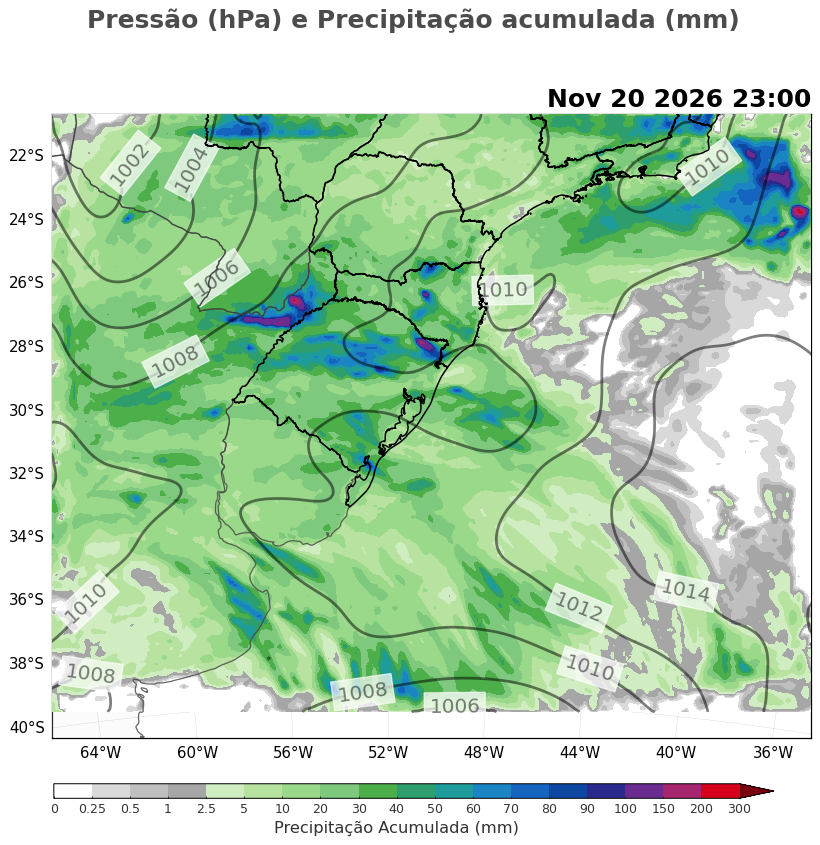 Pressão (hPa) e Precipitação acumulada (mm)
Nov 20 2026 23:00
1002
1004
1006
1008
1010
1010
1010
1008
1008
1006
1010
1012
1014
22°S
24°S
26°S
28°S
30°S
32°S
34°S
36°S
38°S
40°S
64°W 60°W 56°W 52°W 48°W 44°W 40°W 36°W
0 0.25 0.5 1 2.5 5 10 20 30 40 50 60 70 80 90 100 150 200 300
Precipitação Acumulada (mm)